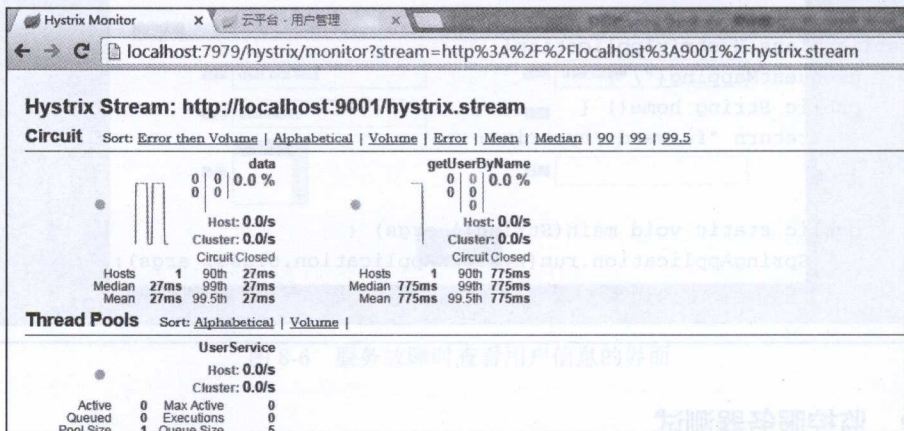 Hystrix Monitor
云平台 - 用户管理
localhost:7979/hystrix/monitor?stream=http%3A%2F%2Flocalhost%3A9001%2Fhystrix.stream
Hystrix Stream: http://localhost:9001/hystrix.stream
Circuit Sort: Error then Volume | Alphabetical | Volume | Error | Mean | Median | 90 | 99 | 99.5
data
0 | 0 | 0.0 %
0 | 0 |
Host: 0.0/s
Cluster: 0.0/s
Circuit Closed
Hosts 1 90th 27ms
Median 27ms 99th 27ms
Mean 27ms 99.5th 27ms
getUserByName
0 | 0 | 0.0 %
0 | 0 |
0
Host: 0.0/s
Cluster: 0.0/s
Circuit Closed
Hosts 1 90th 775ms
Median 775ms 99th 775ms
Mean 775ms 99.5th 775ms
Thread Pools Sort: Alphabetical | Volume |
UserService
Host: 0.0/s
Cluster: 0.0/s
Active 0 Max Active 0
Queued 0 Executions 0
Pool Size 1 Queue Size 5